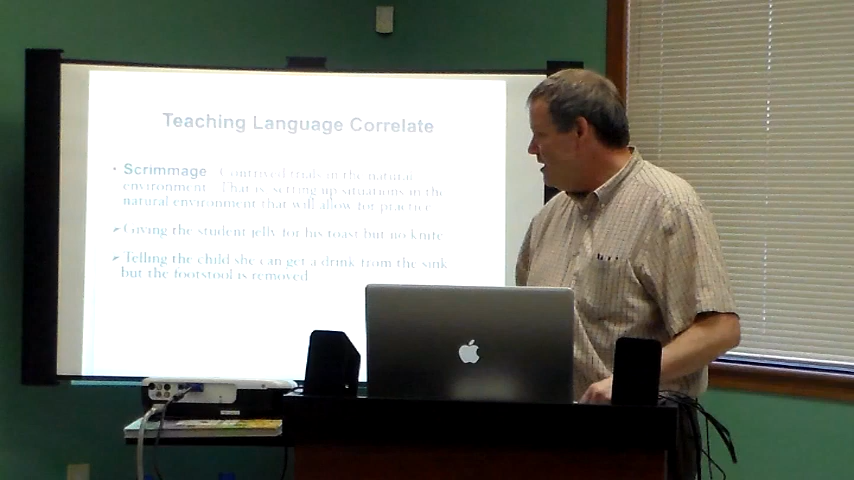 Teaching Language Correlate
• Scrimmage Contrived trials in the natural
environment. That is, setting up situations in the
natural environment that will allow for practice
➢ Giving the student jelly for his toast but no knife
➢ Telling the child she can get a drink from the sink
but the footstool is removed